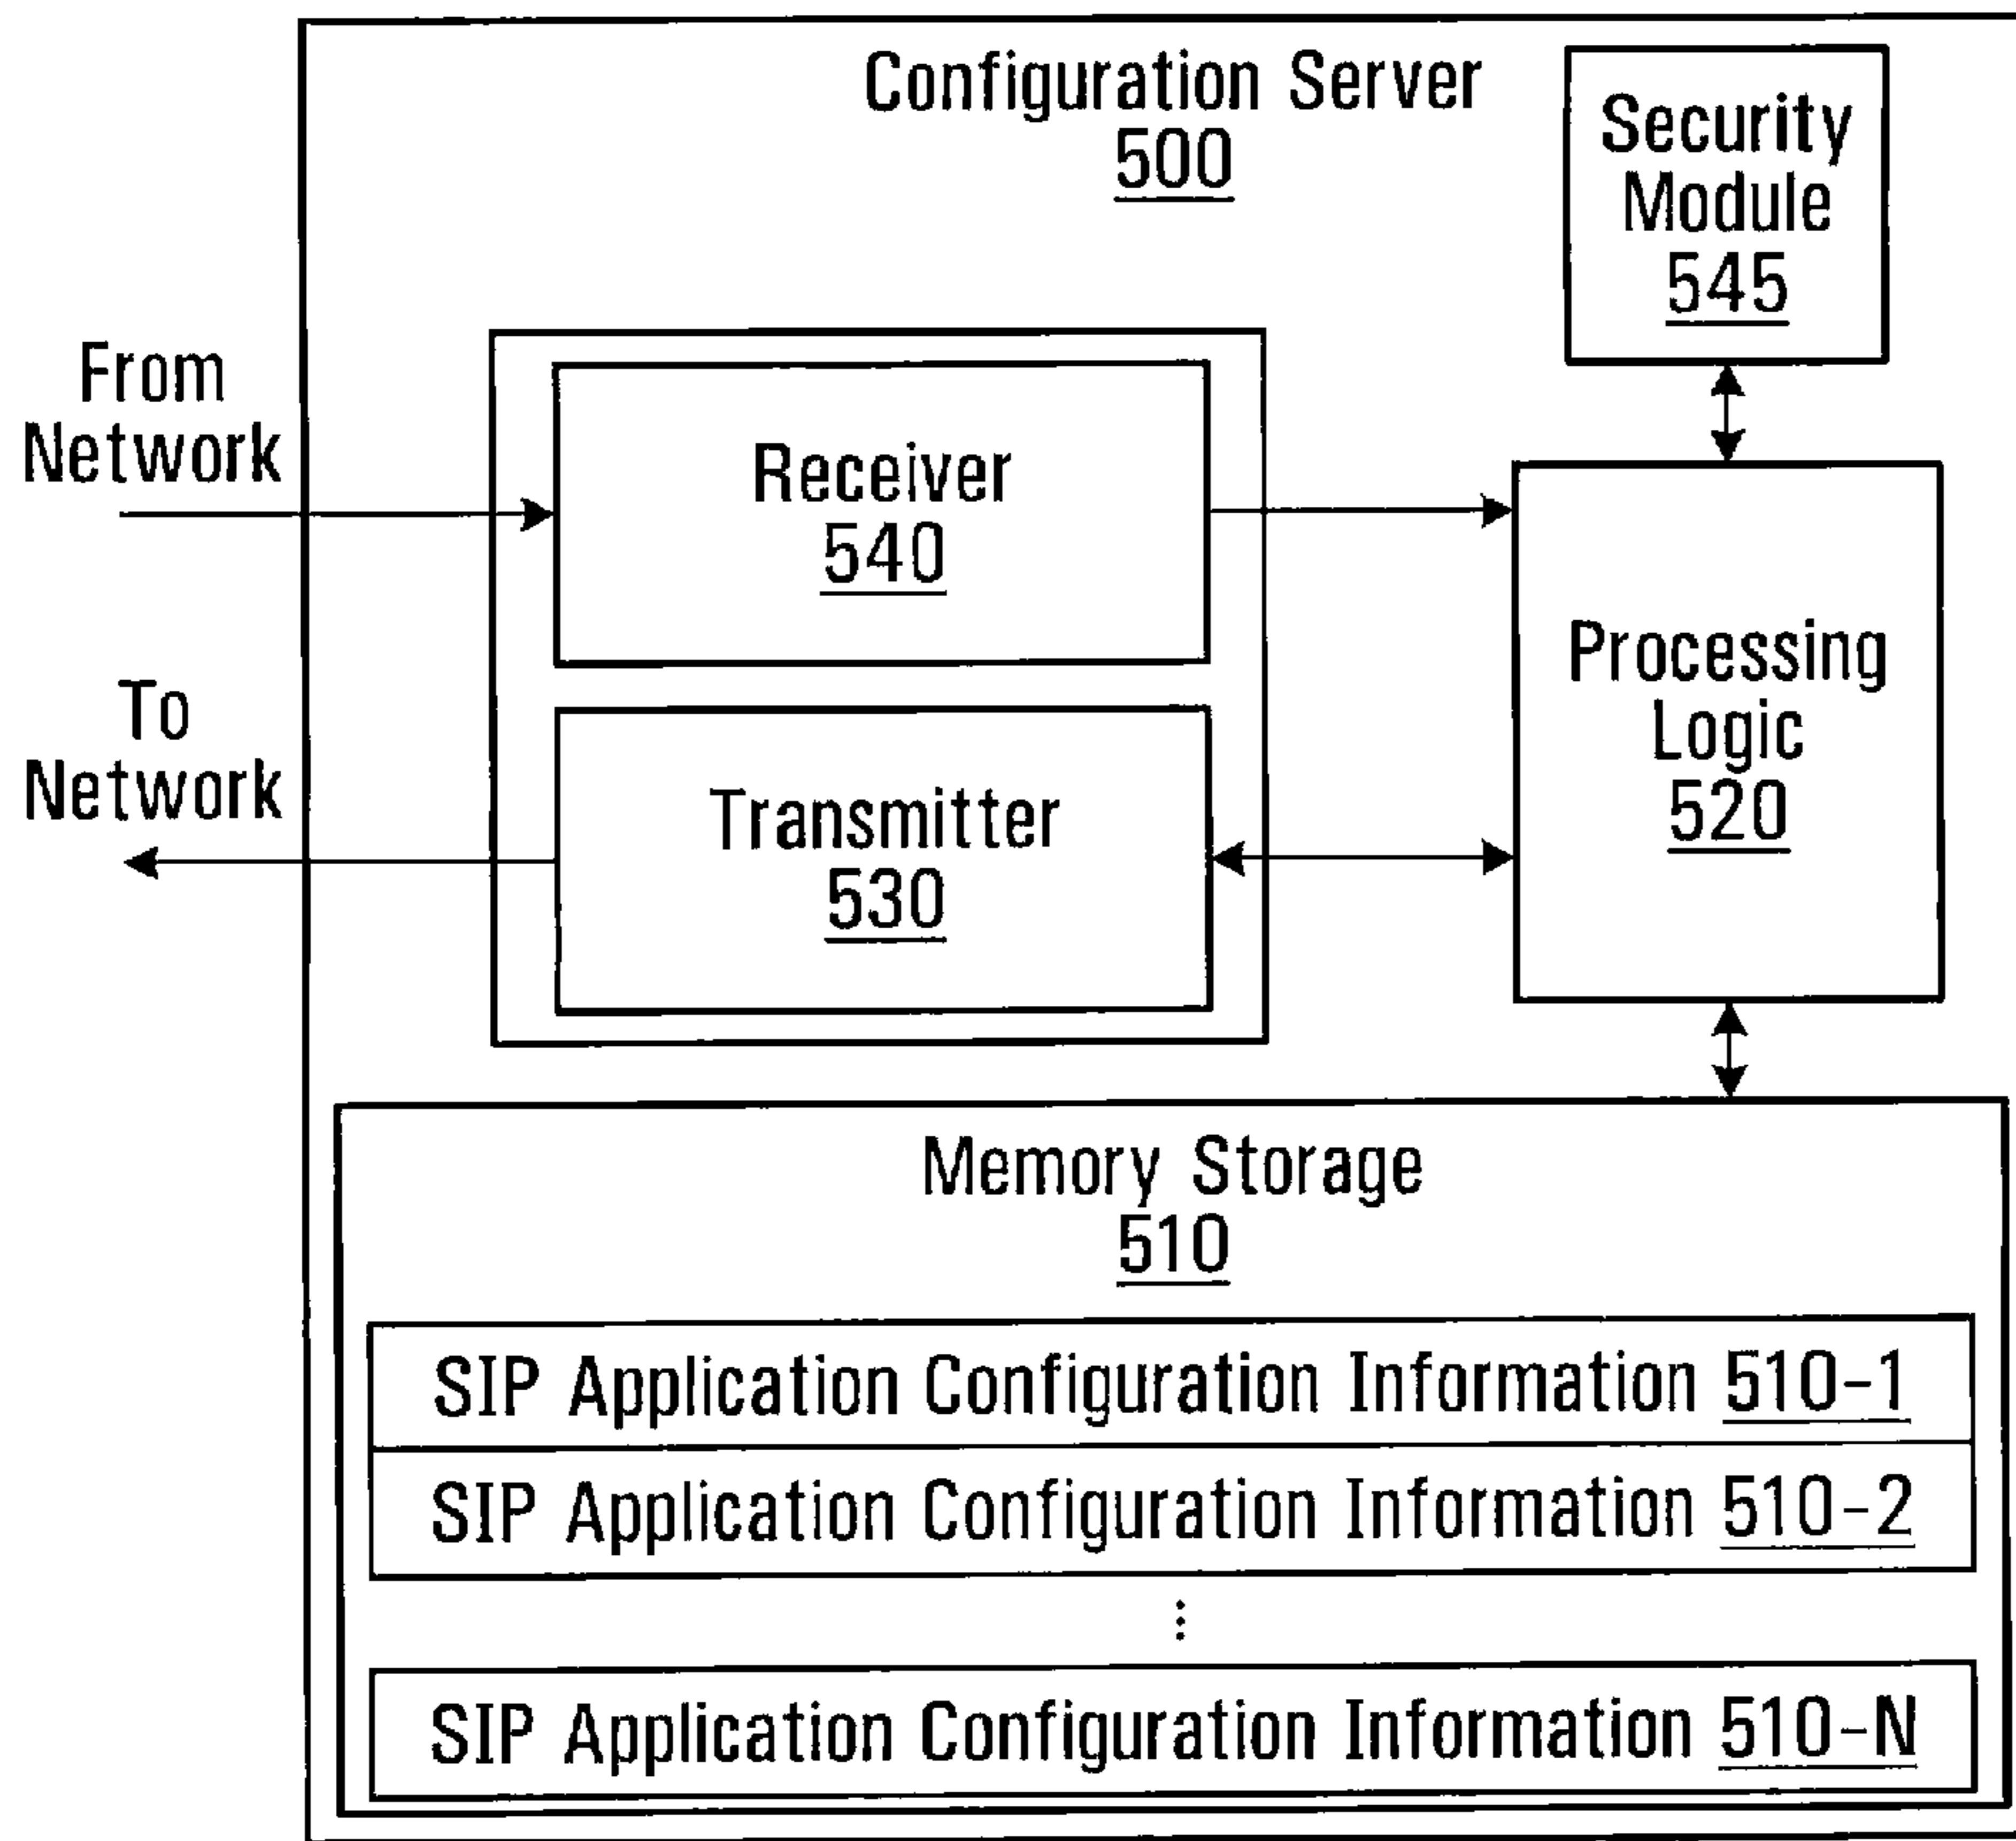 Configuration Server
500
Security
Module
545
From
Network
Receiver
540
To
Network
Transmitter
530
Processing
Logic
520
Memory Storage
510
SIP Application Configuration Information 510-1
SIP Application Configuration Information 510-2
⋮
SIP Application Configuration Information 510-N